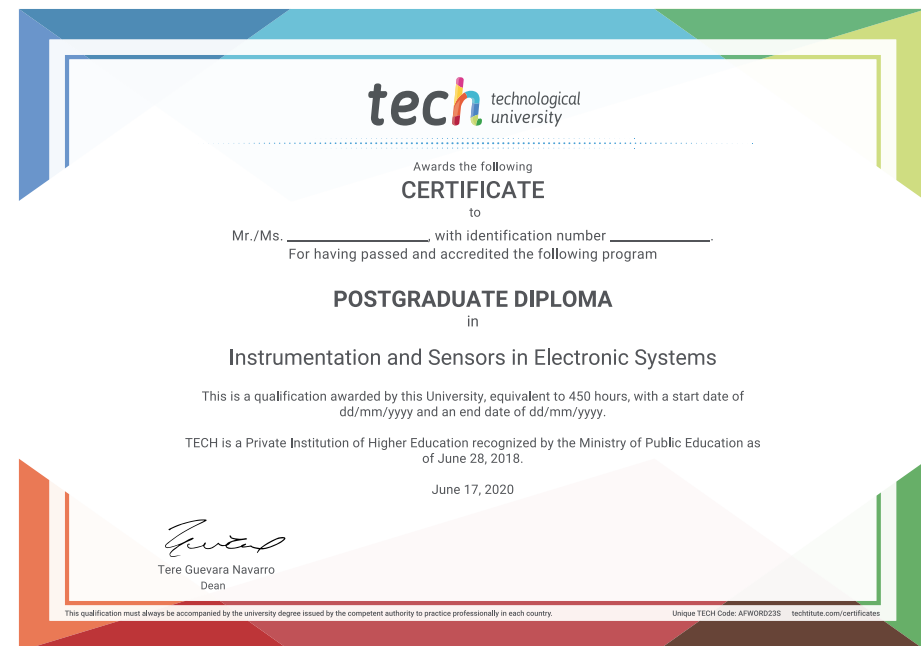 tech technological
university
Awards the following
CERTIFICATE
to
Mr./Ms. ____________________, with identification number ______________.
For having passed and accredited the following program
POSTGRADUATE DIPLOMA
in
Instrumentation and Sensors in Electronic Systems
This is a qualification awarded by this University, equivalent to 450 hours, with a start date of
dd/mm/yyyy and an end date of dd/mm/yyyy.
TECH is a Private Institution of Higher Education recognized by the Ministry of Public Education as
of June 28, 2018.
June 17, 2020
Tere Guevara Navarro
Dean
This qualification must always be accompanied by the university degree issued by the competent authority to practice professionally in each country.
Unique TECH Code: AFWORD23S techtitute.com/certificates